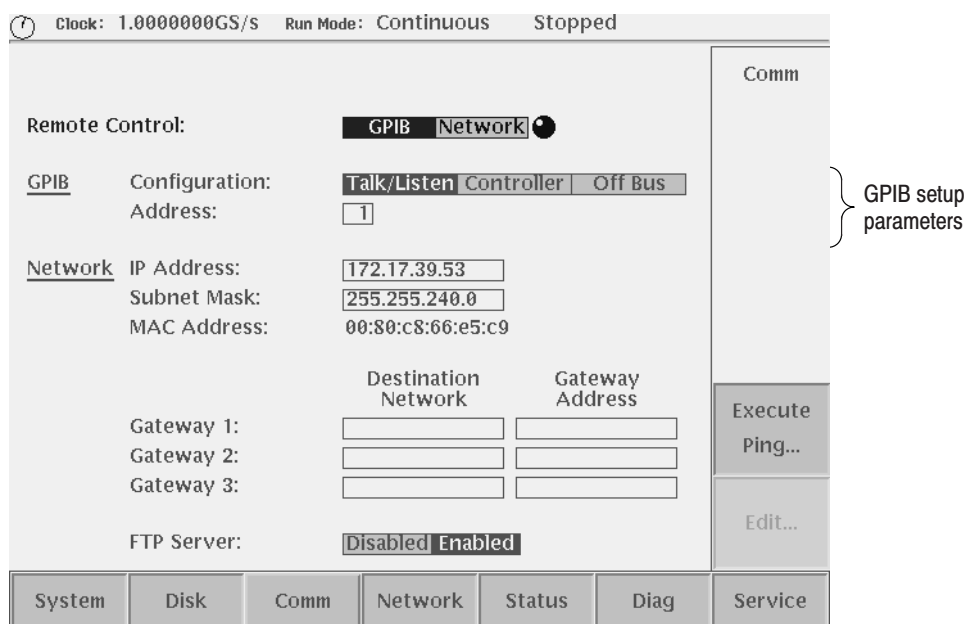 Clock: 1.0000000GS/s Run Mode: Continuous Stopped
Comm
Remote Control: GPIB Network
GPIB Configuration: Talk/Listen Controller Off Bus
Address: 1
GPIB setup
parameters
Network IP Address: 172.17.39.53
Subnet Mask: 255.255.240.0
MAC Address: 00:80:c8:66:e5:c9
Destination
Network
Gateway
Address
Gateway 1:
Gateway 2:
Gateway 3:
Execute
Ping...
Edit...
FTP Server: Disabled Enabled
System Disk Comm Network Status Diag Service